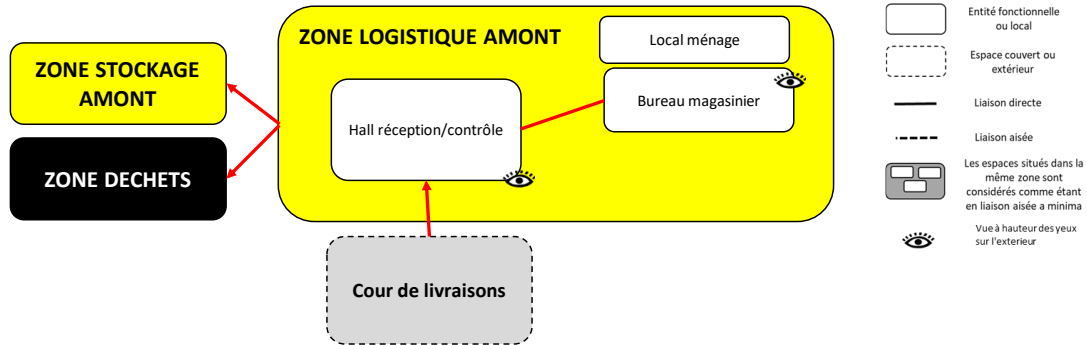 ZONE LOGISTIQUE AMONT
Local ménage
Bureau magasinier
Hall réception/contrôle
ZONE STOCKAGE
AMONT
ZONE DECHETS
Cour de livraisons
Entité fonctionnelle
ou local
Espace couvert ou
extérieur
Liaison directe
Liaison aisée
Les espaces situés dans la
même zone sont
considérés comme étant
en liaison aisée a minima
Vue à hauteur des yeux
sur l'exterieur